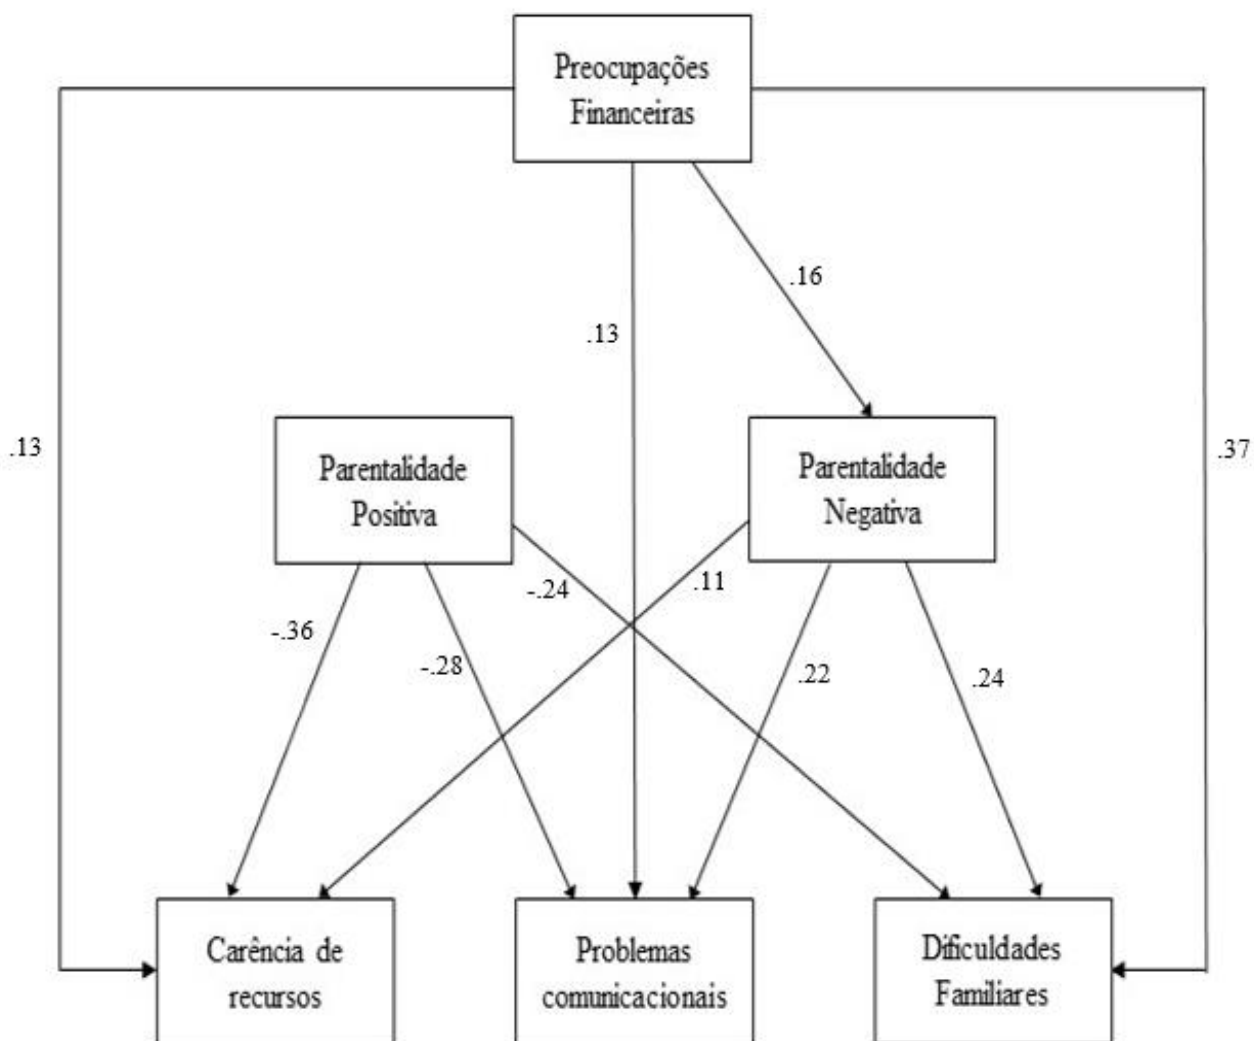 Preocupações
Financeiras
.16
.13
.13
.37
Parentalidade
Positiva
Parentalidade
Negativa
-.24
.11
-.36
-.28
.22
.24
Carência de
recursos
Problemas
comunicacionais
Dificuldades
Familiares